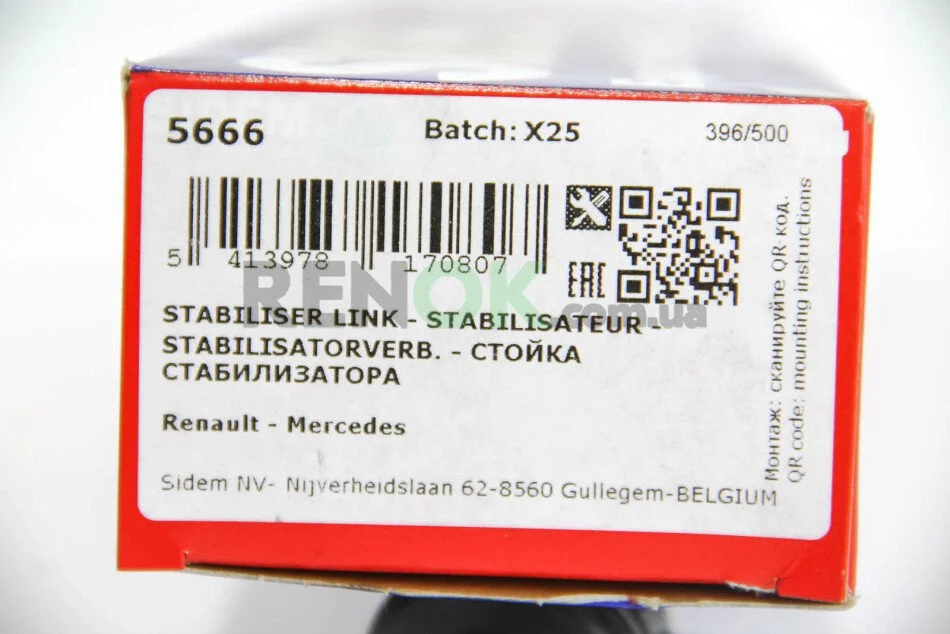 5666
Batch: X25
396/500
5 413978 170807
EAC
RENOK.com.ua
STABILISER LINK - STABILISATEUR -
STABILISATORVERB. - СТОЙКА
СТАБИЛИЗАТОРА
Renault - Mercedes
Sidem NV- Nijverheidslaan 62-8560 Gullegem-BELGIUM
Монтаж: сканируйте QR-код.
QR code: mounting instructions